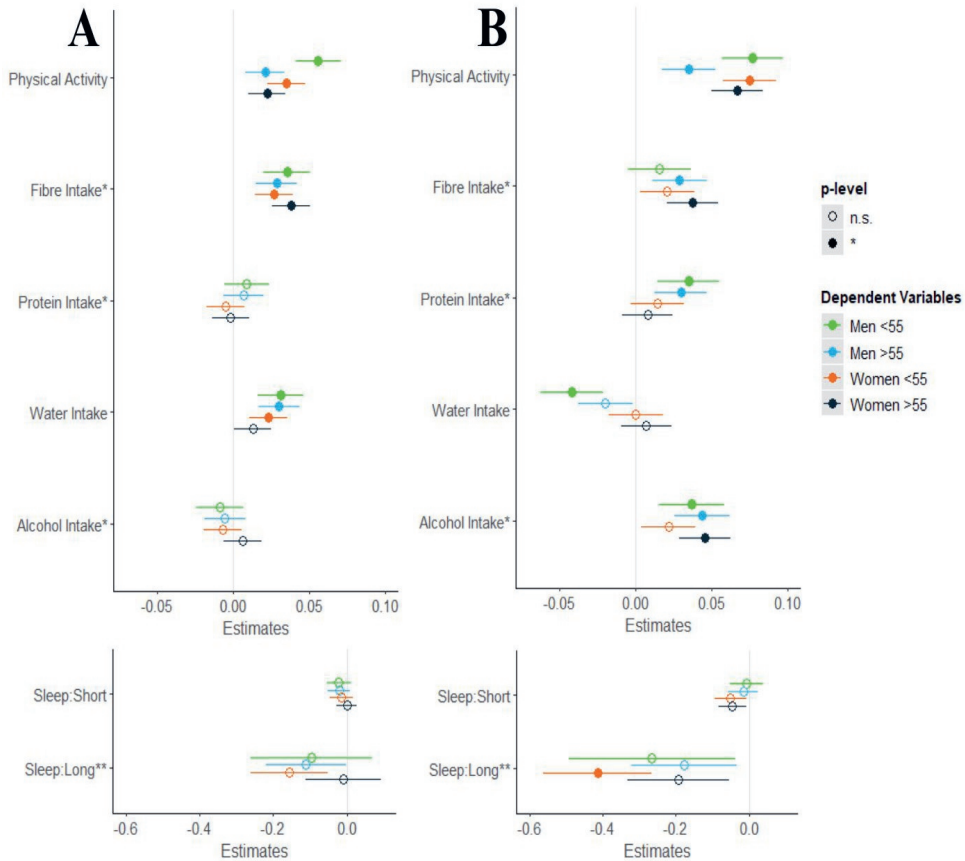 A
Physical Activity
Fibre Intake*
Protein Intake*
Water Intake
Alcohol Intake*
-0.05 0.00 0.05 0.10
Estimates
Sleep:Short
Sleep:Long**
-0.6 -0.4 -0.2 0.0
Estimates
B
Physical Activity
Fibre Intake*
Protein Intake*
Water Intake
Alcohol Intake*
-0.05 0.00 0.05 0.10
Estimates
Sleep:Short
Sleep:Long**
-0.6 -0.4 -0.2 0.0
Estimates
p-level
n.s.
*
Dependent Variables
Men <55
Men >55
Women <55
Women >55